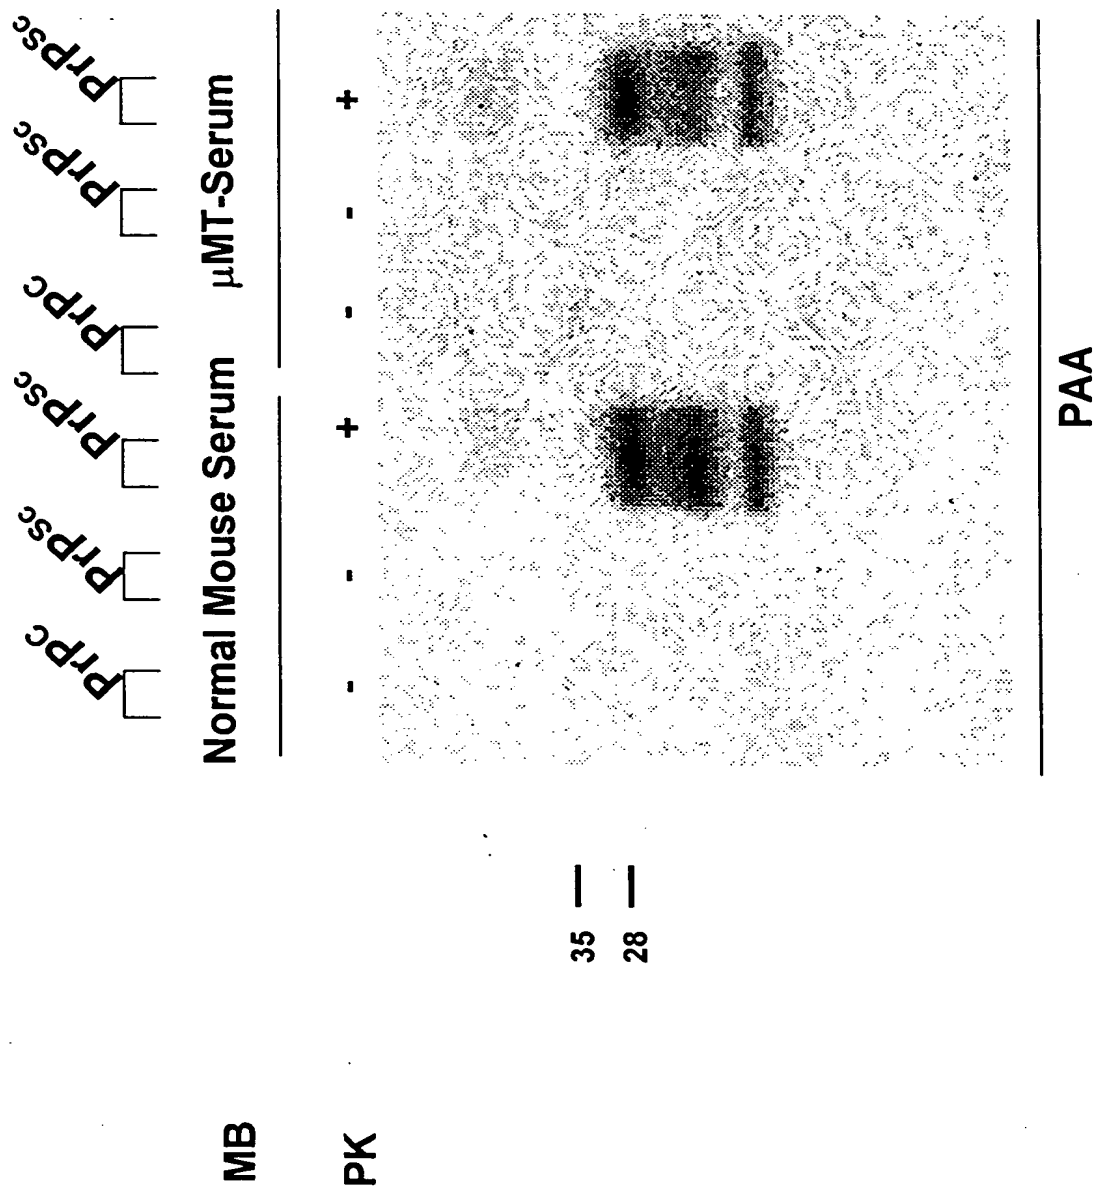 PrPC PrPSc PrPSc PrPC PrPSc PrPSc
MB Normal Mouse Serum μMT-Serum
PK - - + - - +
35
28
PAA